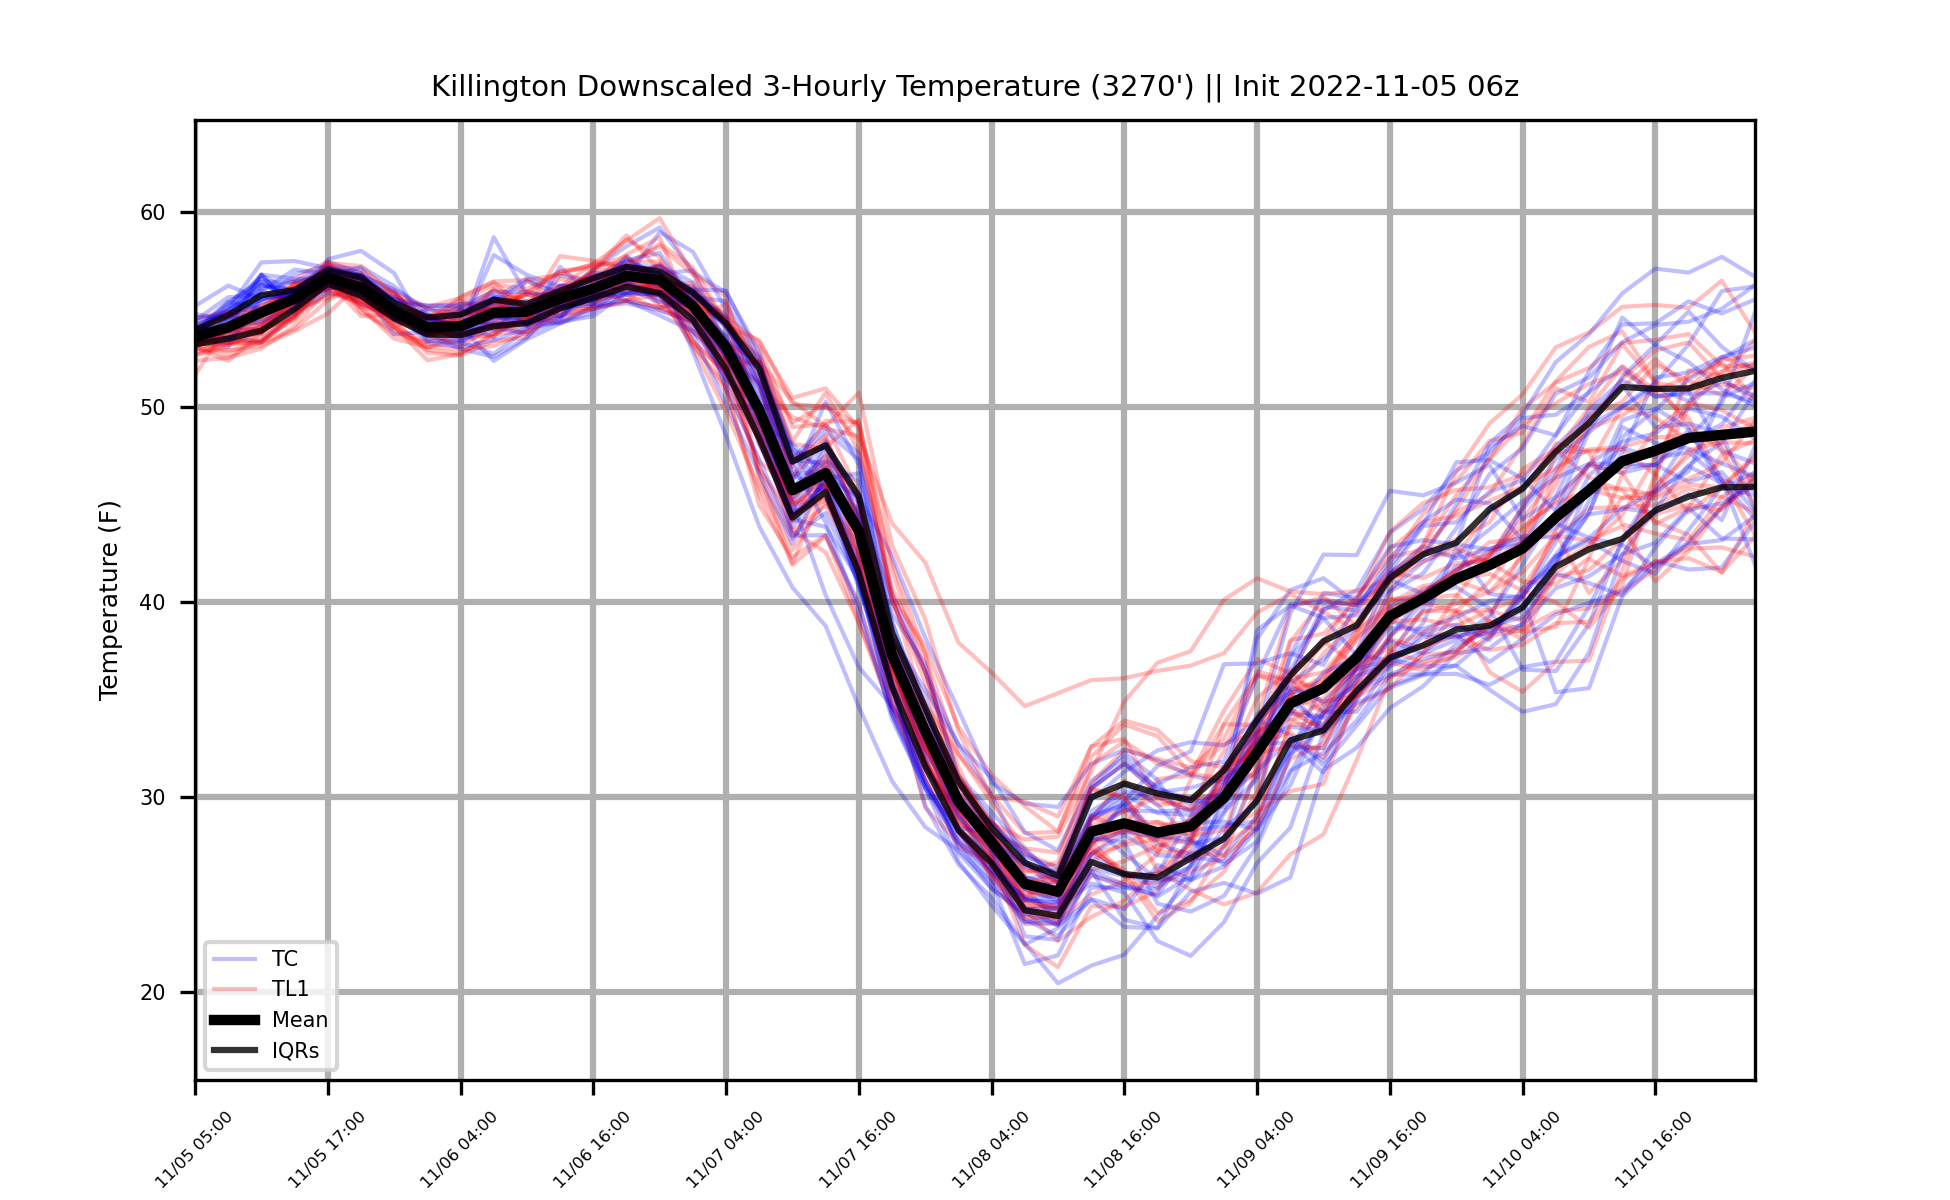 Killington Downscaled 3-Hourly Temperature (3270') || Init 2022-11-05 06z
Temperature (F)
60
50
40
30
20
TC
TL1
Mean
IQRs
11/05 05:00
11/05 17:00
11/06 04:00
11/06 16:00
11/07 04:00
11/07 16:00
11/08 04:00
11/08 16:00
11/09 04:00
11/09 16:00
11/10 04:00
11/10 16:00